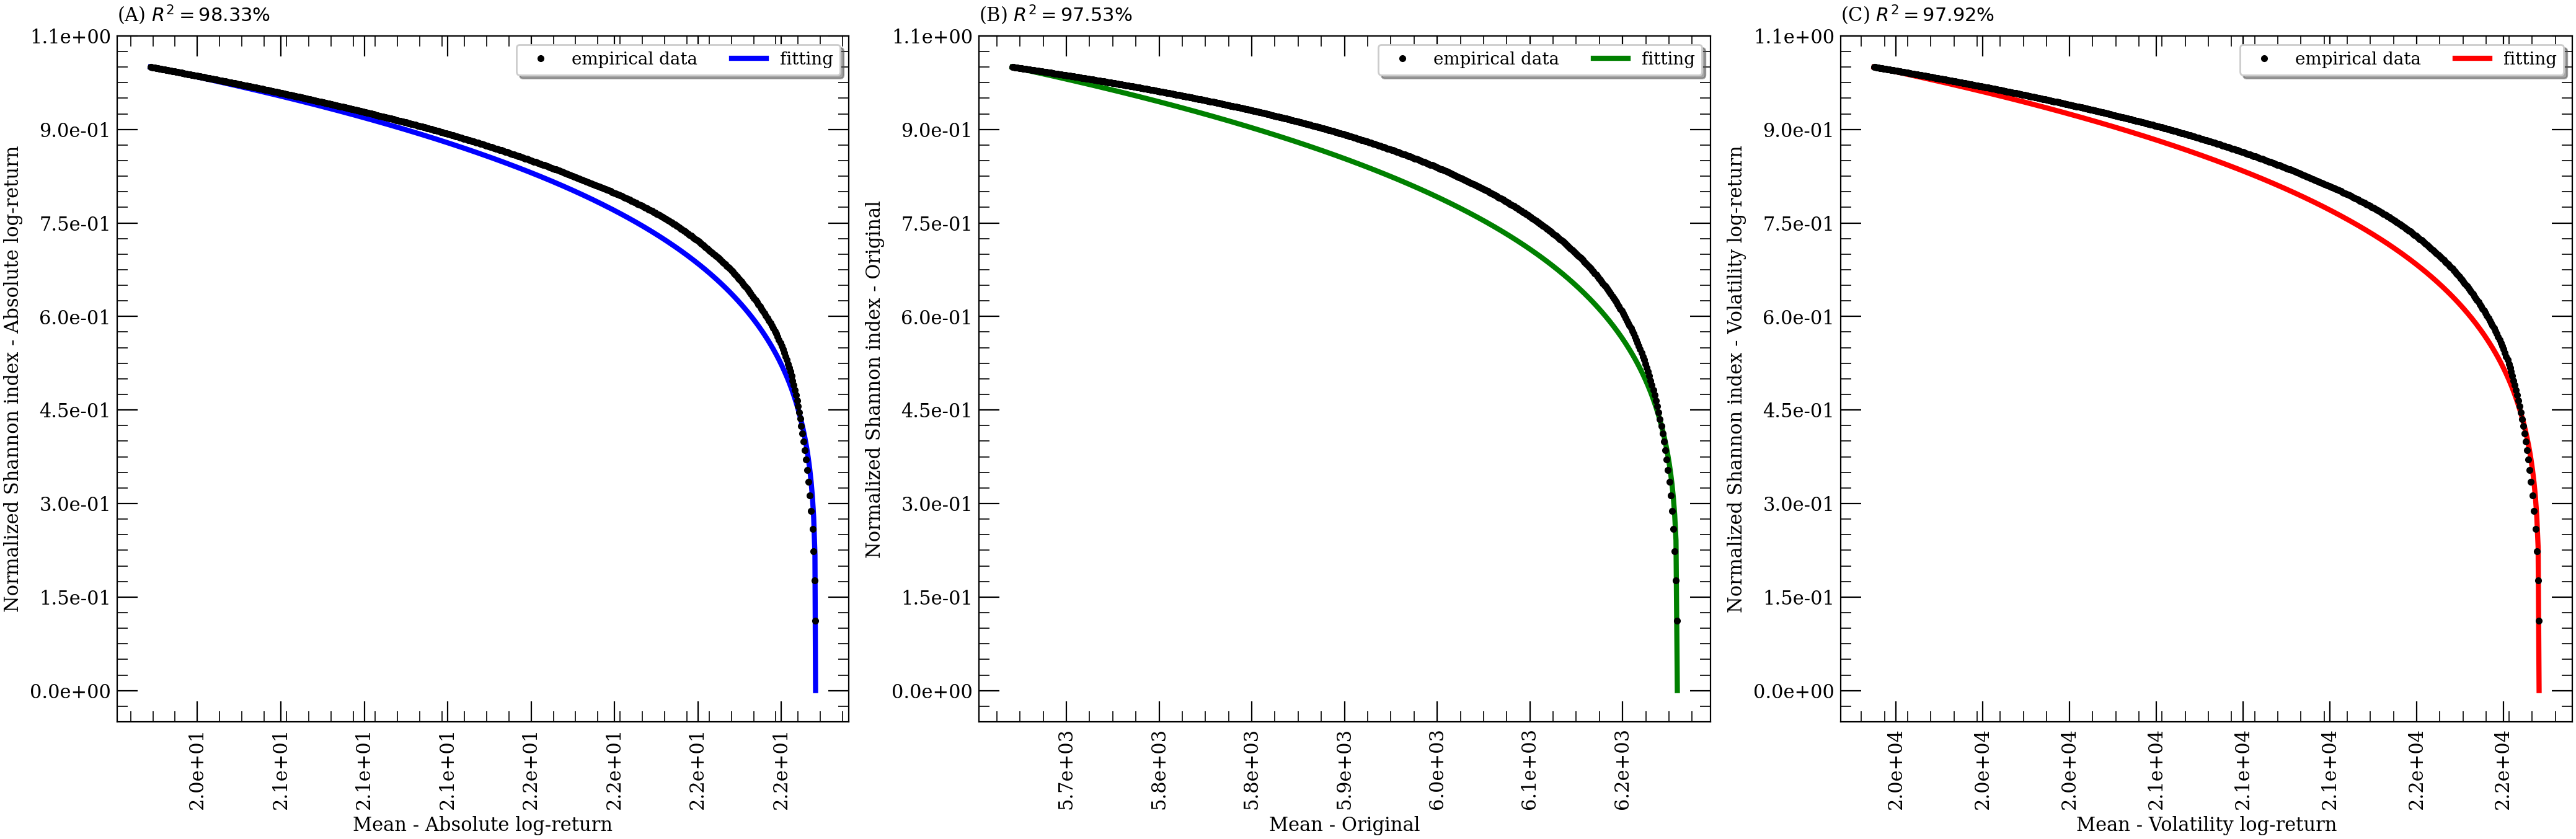 (A) R² = 98.33%
empirical data fitting
1.1e+00
9.0e-01
7.5e-01
6.0e-01
4.5e-01
3.0e-01
1.5e-01
0.0e+00
Normalized Shannon index - Absolute log-return
2.0e+01 2.1e+01 2.1e+01 2.1e+01 2.2e+01 2.2e+01 2.2e+01 2.2e+01
Mean - Absolute log-return
(B) R² = 97.53%
empirical data fitting
1.1e+00
9.0e-01
7.5e-01
6.0e-01
4.5e-01
3.0e-01
1.5e-01
0.0e+00
Normalized Shannon index - Original
5.7e+03 5.8e+03 5.8e+03 5.9e+03 6.0e+03 6.1e+03 6.2e+03
Mean - Original
(C) R² = 97.92%
empirical data fitting
1.1e+00
9.0e-01
7.5e-01
6.0e-01
4.5e-01
3.0e-01
1.5e-01
0.0e+00
Normalized Shannon index - Volatility log-return
2.0e+04 2.0e+04 2.0e+04 2.1e+04 2.1e+04 2.1e+04 2.2e+04 2.2e+04
Mean - Volatility log-return